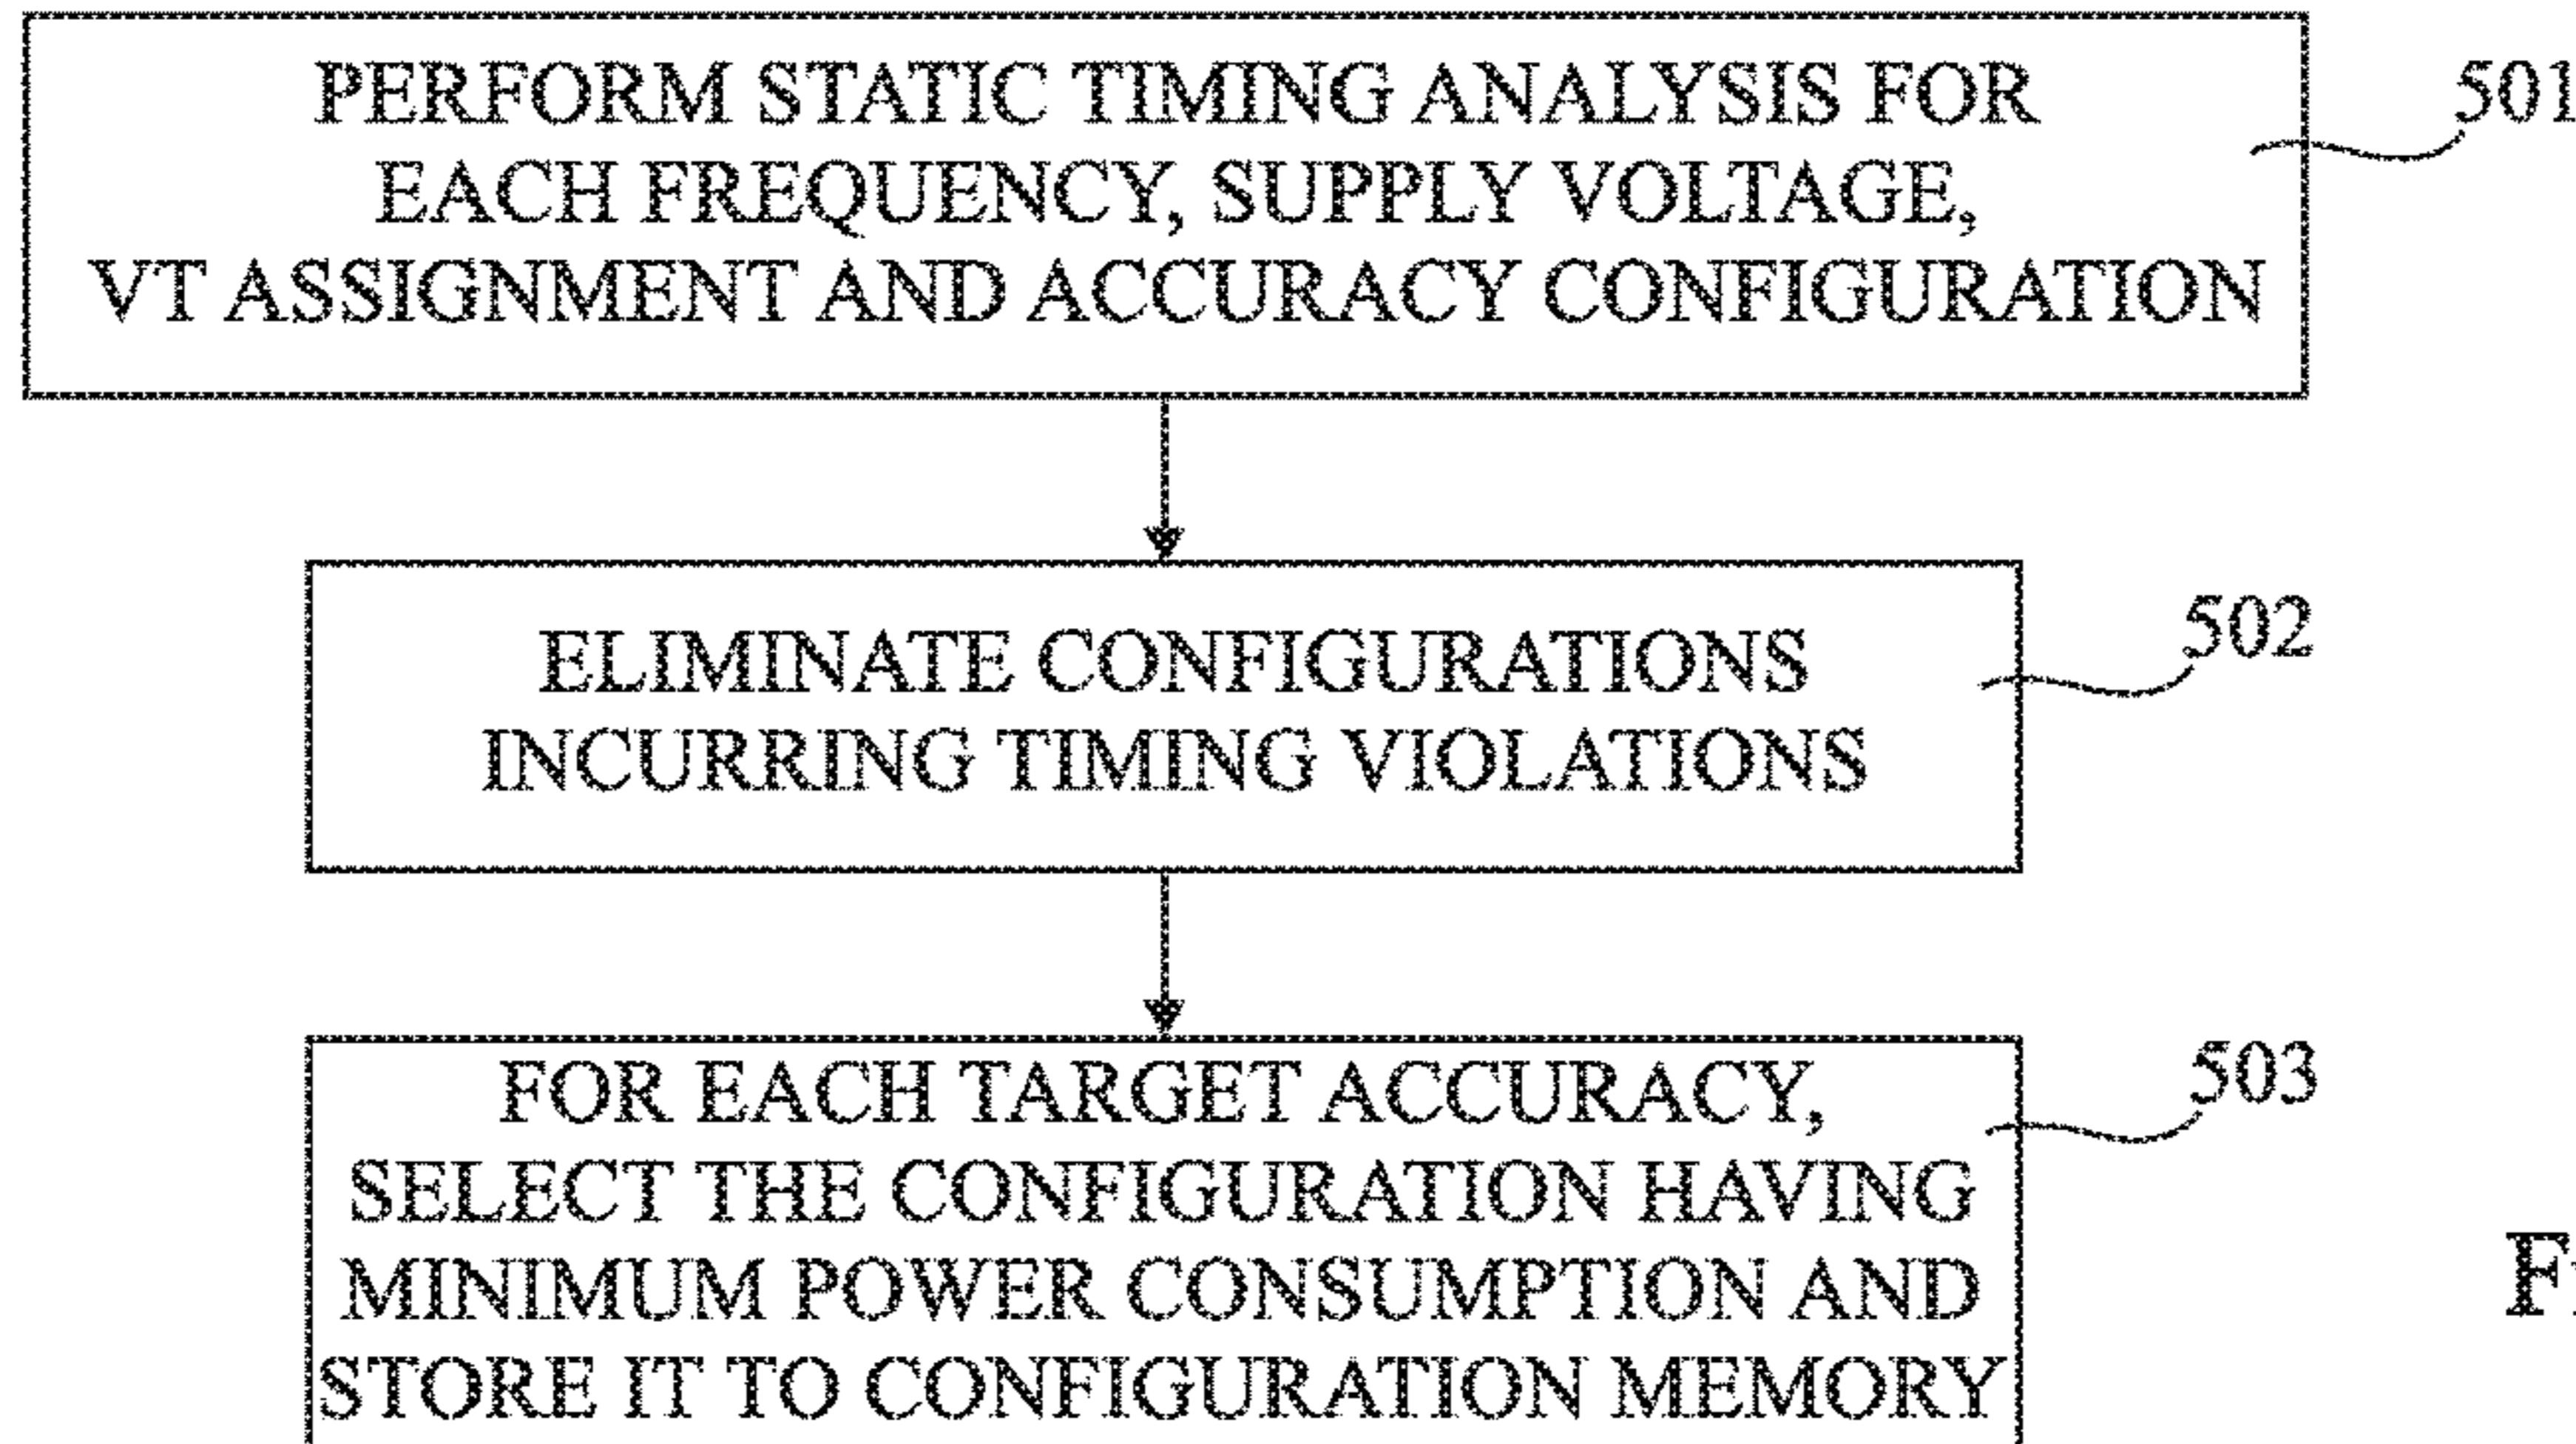 PERFORM STATIC TIMING ANALYSIS FOR
501
EACH FREQUENCY, SUPPLY VOLTAGE,
VT ASSIGNMENT AND ACCURACY CONFIGURATION
ELIMINATE CONFIGURATIONS
502
INCURRING TIMING VIOLATIONS
FOR EACH TARGET ACCURACY,
503
SELECT THE CONFIGURATION HAVING
MINIMUM POWER CONSUMPTION AND
STORE IT TO CONFIGURATION MEMORY